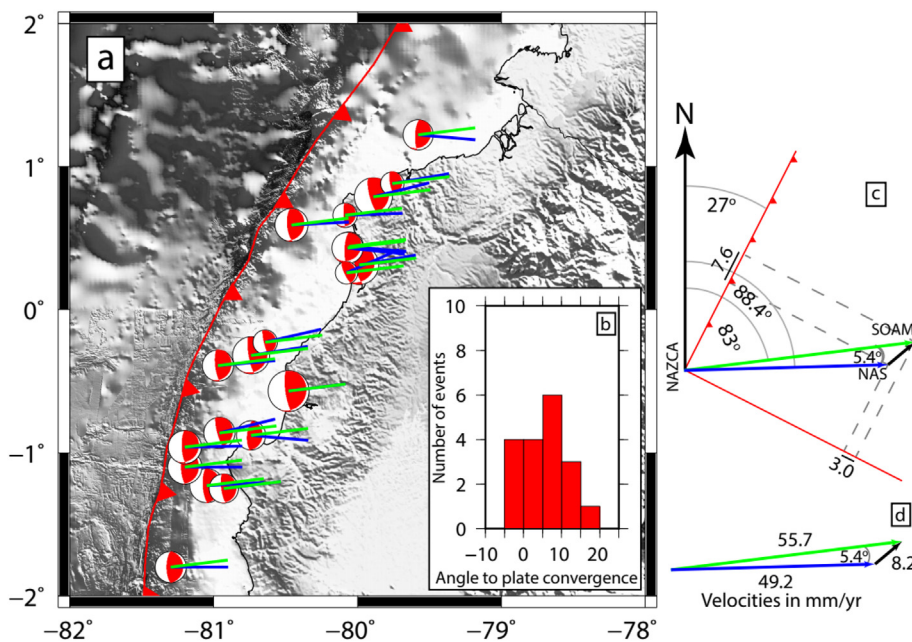 a
2°
1°
0°
−1°
−2°
−82
−81
−80
−79
−78
b
Number of events
10
8
6
4
2
0
−10
0
10
20
Angle to plate convergence
c
N
27°
7.6
88.4°
83°
5.4°
SOAM
NAS
NAZCA
3.0
d
55.7
5.4°
8.2
49.2
Velocities in mm/yr